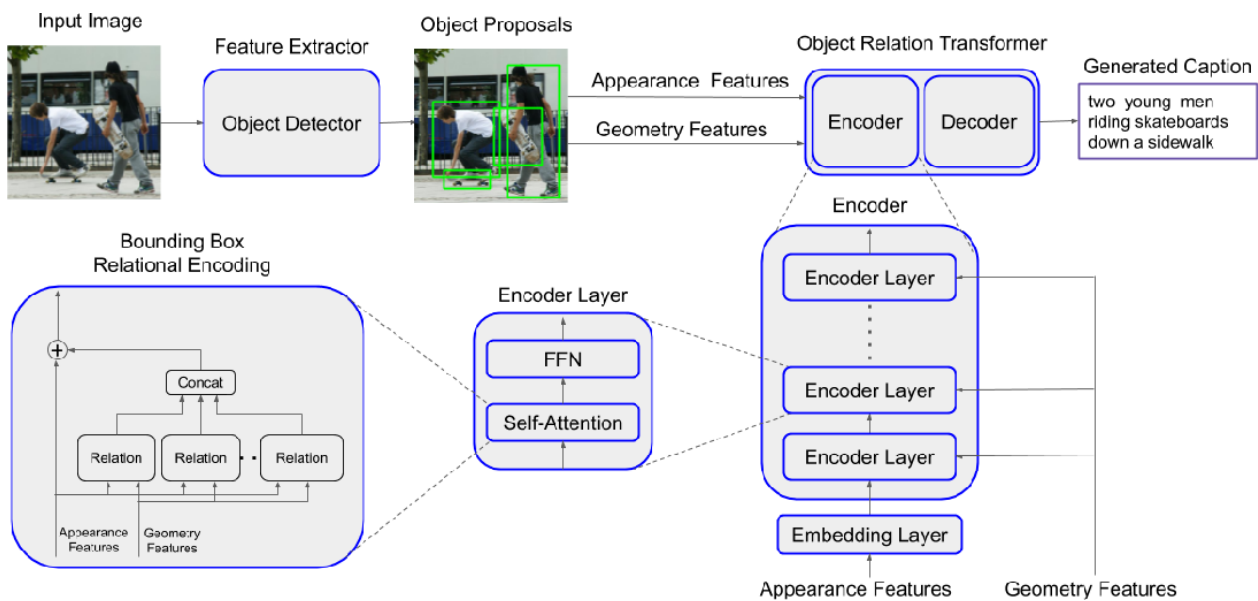 Input Image
Feature Extractor
Object Detector
Object Proposals
Appearance Features
Geometry Features
Object Relation Transformer
Encoder
Decoder
Generated Caption
two young men
riding skateboards
down a sidewalk
Bounding Box
Relational Encoding
+
Concat
Relation
Relation
Relation
Appearance
Features
Geometry
Features
Encoder Layer
FFN
Self-Attention
Encoder
Encoder Layer
Encoder Layer
Encoder Layer
Embedding Layer
Appearance Features
Geometry Features